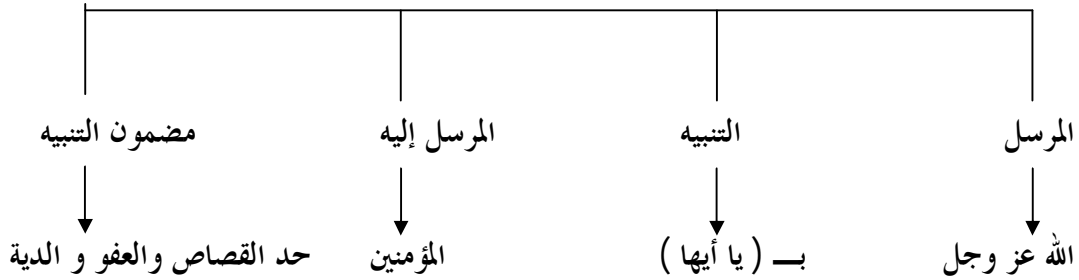 المرسل التنبيه المرسل إليه مضمون التنبيه
الله عز وجل بـــ ( يا أيها ) المؤمنين حد القصاص والعفو و الدية